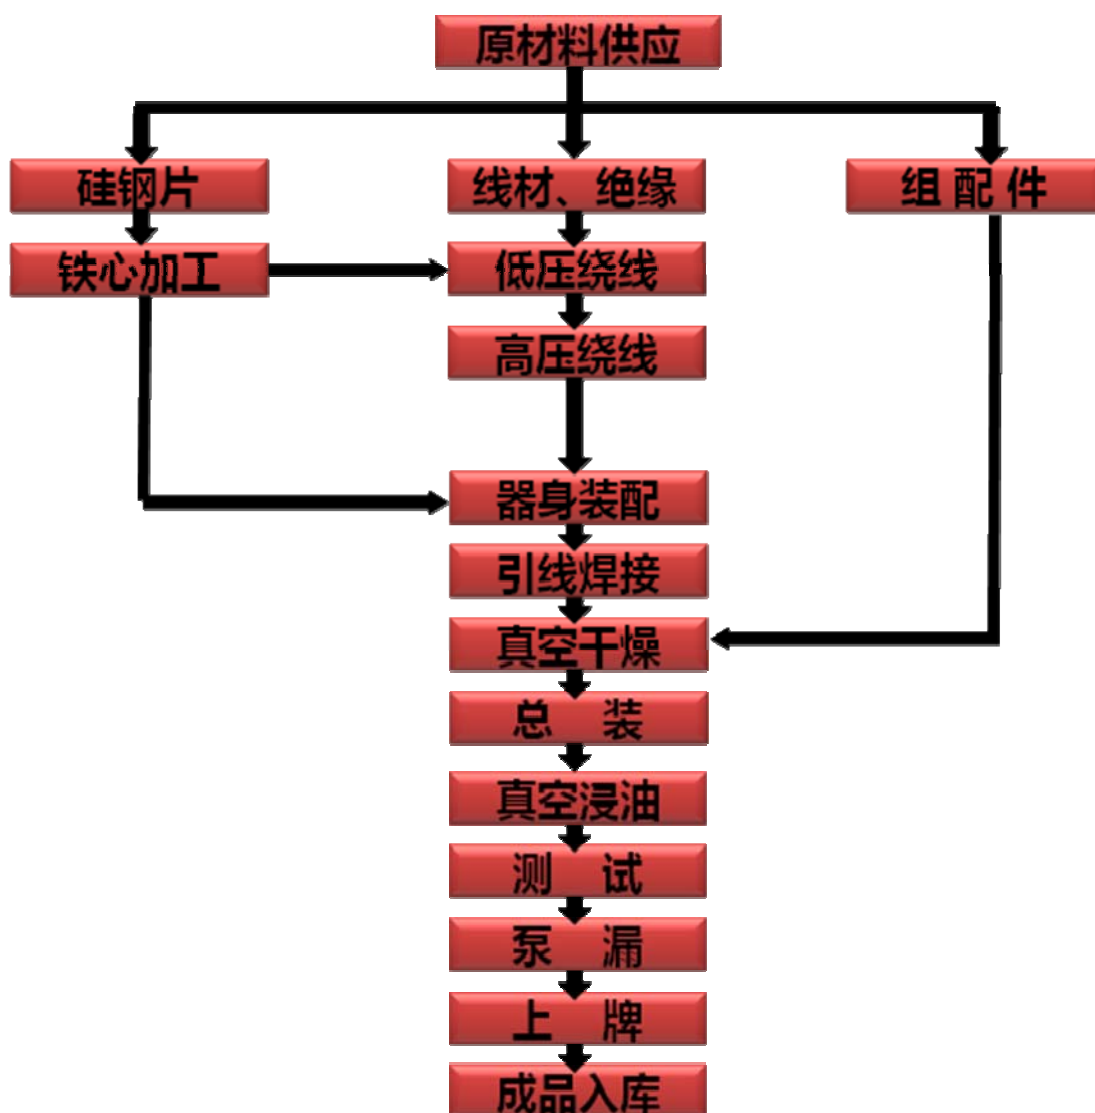 原材料供应
硅钢片
线材、绝缘
组 配 件
铁心加工
低压绕线
高压绕线
器身装配
引线焊接
真空干燥
总 装
真空浸油
测 试
泵 漏
上 牌
成品入库